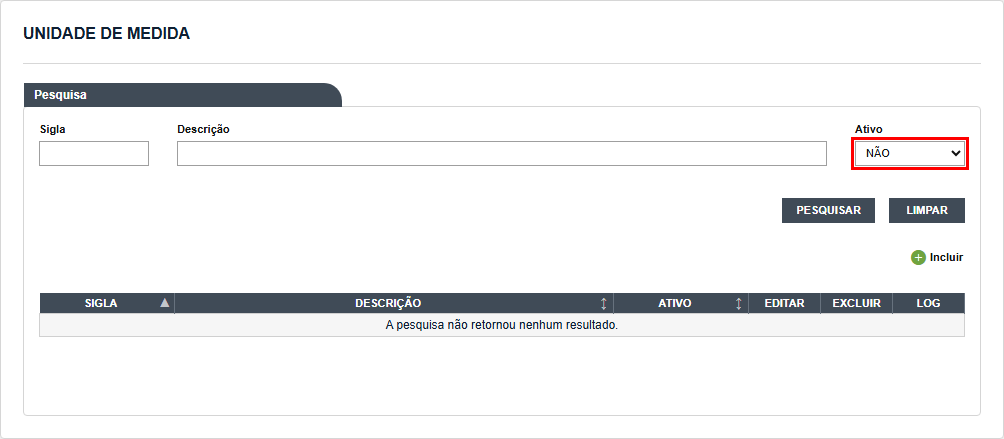 UNIDADE DE MEDIDA
Pesquisa
Sigla Descrição Ativo
NÃO
PESQUISAR LIMPAR
Incluir
SIGLA DESCRIÇÃO ATIVO EDITAR EXCLUIR LOG
A pesquisa não retornou nenhum resultado.